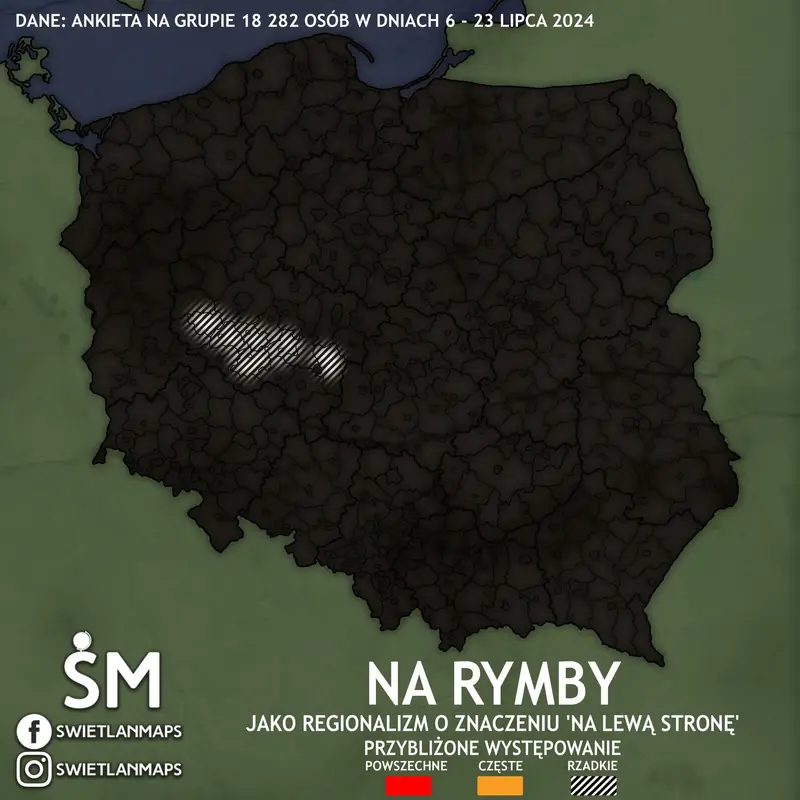 DANE: ANKIETA NA GRUPIE 18 282 OSÓB W DNIACH 6 - 23 LIPCA 2024
ŚM
SWIETLANMAPS
SWIETLANMAPS
NA RYMBY
JAKO REGIONALIZM O ZNACZENIU 'NA LEWĄ STRONĘ'
PRZYBLIŻONE WYSTĘPOWANIE
POWSZECHNE CZĘSTE RZADKIE